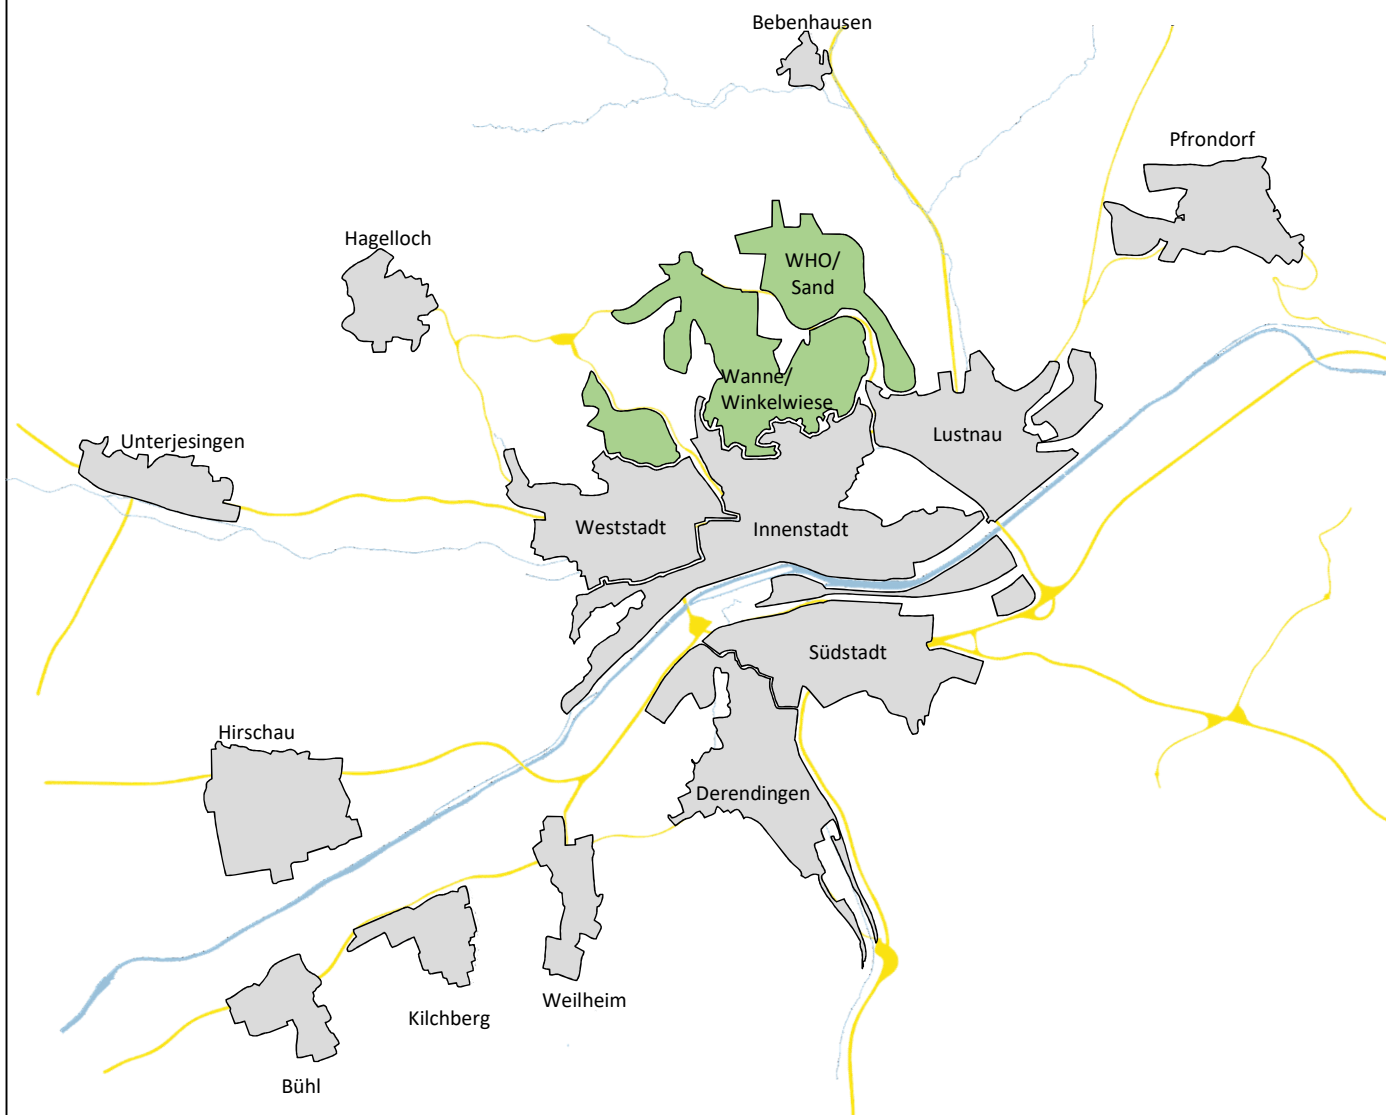 Bebenhausen
Pfrondorf
Hagelloch
WHO/
Sand
Wanne/
Winkelwiese
Unterjesingen
Lustnau
Weststadt
Innenstadt
Südstadt
Hirschau
Derendingen
Weilheim
Kilchberg
Bühl